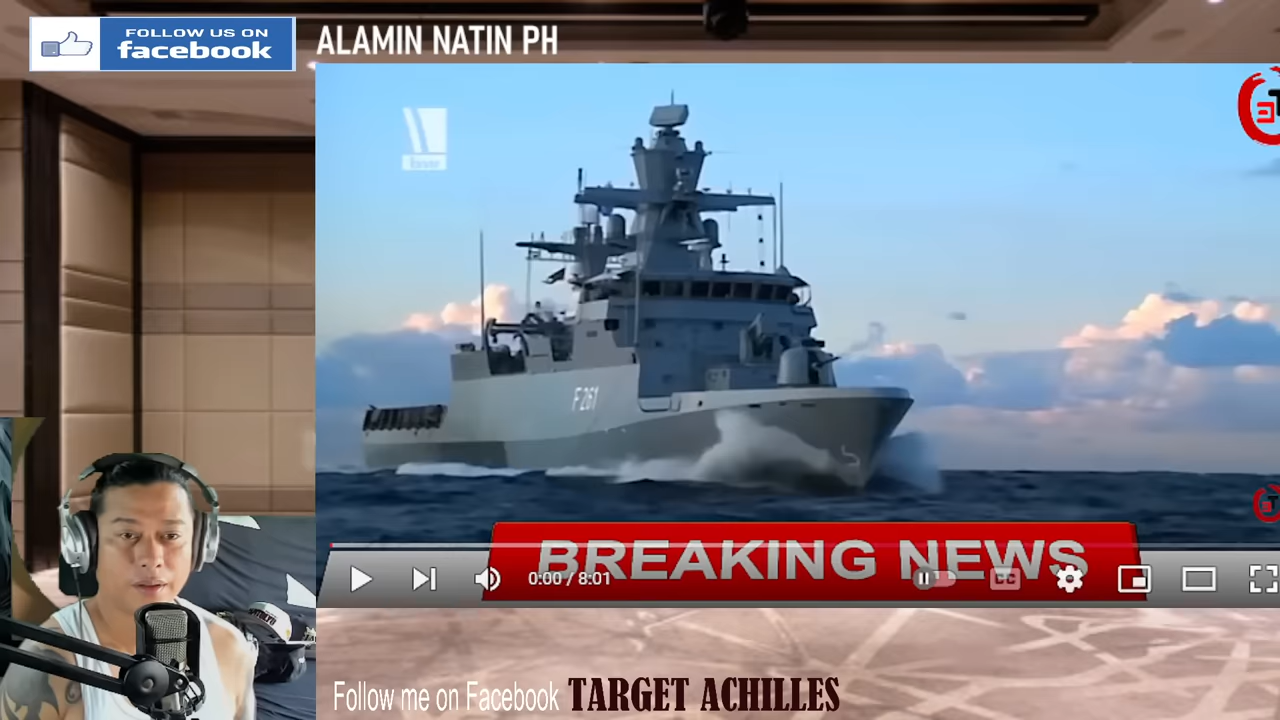 FOLLOW US ON
facebook
ALAMIN NATIN PH
F261
BREAKING NEWS
0:00 / 8:01
CC
Follow me on Facebook TARGET ACHILLES